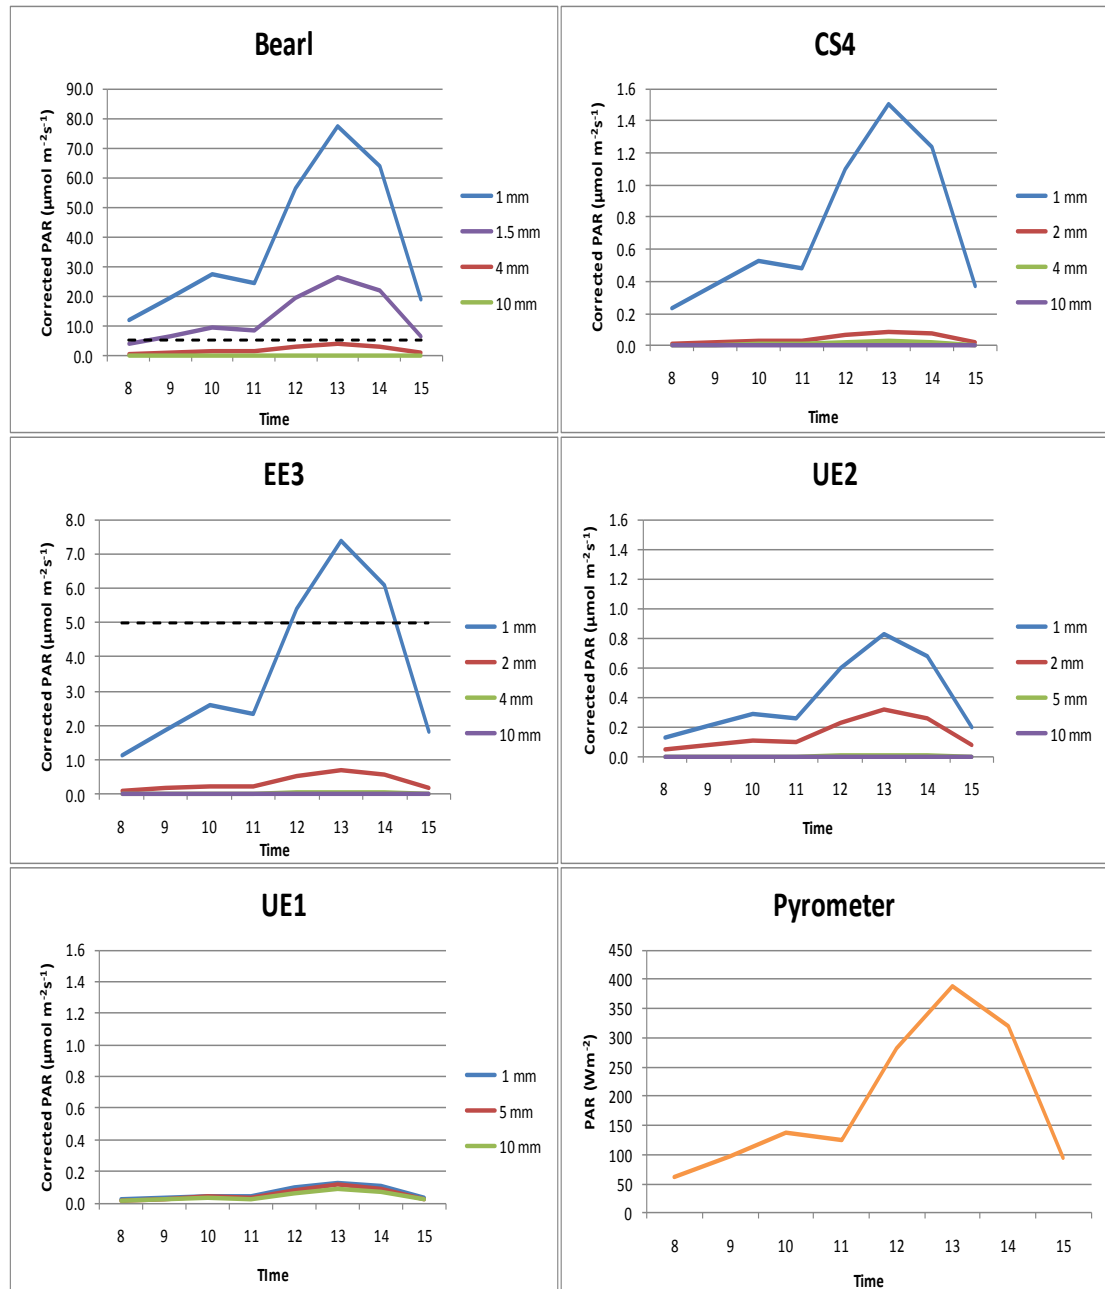 Bearl
Corrected PAR (µmol m⁻²s⁻¹)
90.0
80.0
70.0
60.0
50.0
40.0
30.0
20.0
10.0
0.0
8 9 10 11 12 13 14 15
Time
1 mm
1.5 mm
4 mm
10 mm
CS4
Corrected PAR (µmol m⁻²s⁻¹)
1.6
1.4
1.2
1.0
0.8
0.6
0.4
0.2
0.0
8 9 10 11 12 13 14 15
Time
1 mm
2 mm
4 mm
10 mm
EE3
Corrected PAR (µmol m⁻²s⁻¹)
8.0
7.0
6.0
5.0
4.0
3.0
2.0
1.0
0.0
8 9 10 11 12 13 14 15
Time
1 mm
2 mm
4 mm
10 mm
UE2
Corrected PAR (µmol m⁻²s⁻¹)
1.6
1.4
1.2
1.0
0.8
0.6
0.4
0.2
0.0
8 9 10 11 12 13 14 15
Time
1 mm
2 mm
5 mm
10 mm
UE1
Corrected PAR (µmol m⁻²s⁻¹)
1.6
1.4
1.2
1.0
0.8
0.6
0.4
0.2
0.0
8 9 10 11 12 13 14 15
TIme
1 mm
5 mm
10 mm
Pyrometer
PAR (Wm⁻²)
450
400
350
300
250
200
150
100
50
0
8 9 10 11 12 13 14 15
Time